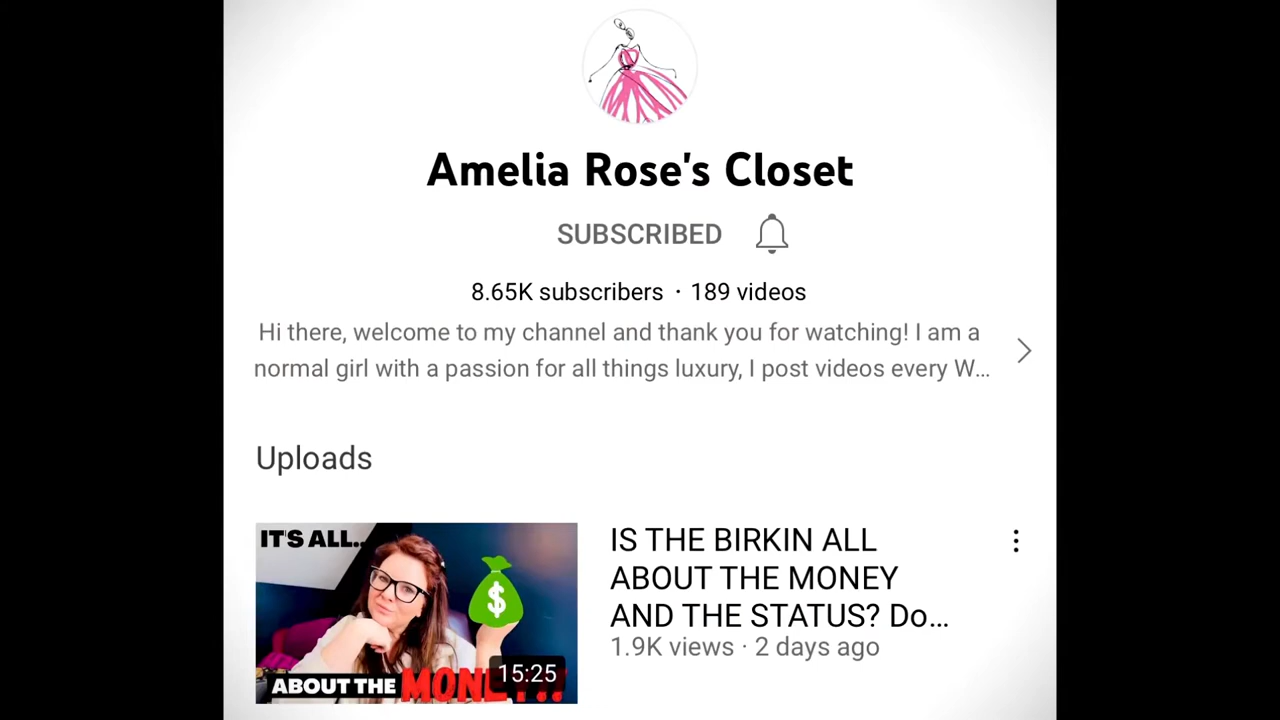 Amelia Rose's Closet
SUBSCRIBED
8.65K subscribers · 189 videos
Hi there, welcome to my channel and thank you for watching! I am a
normal girl with a passion for all things luxury, I post videos every W...
Uploads
IT'S ALL..
$
ABOUT THE MONEY?!
15:25
IS THE BIRKIN ALL
ABOUT THE MONEY
AND THE STATUS? Do...
1.9K views · 2 days ago